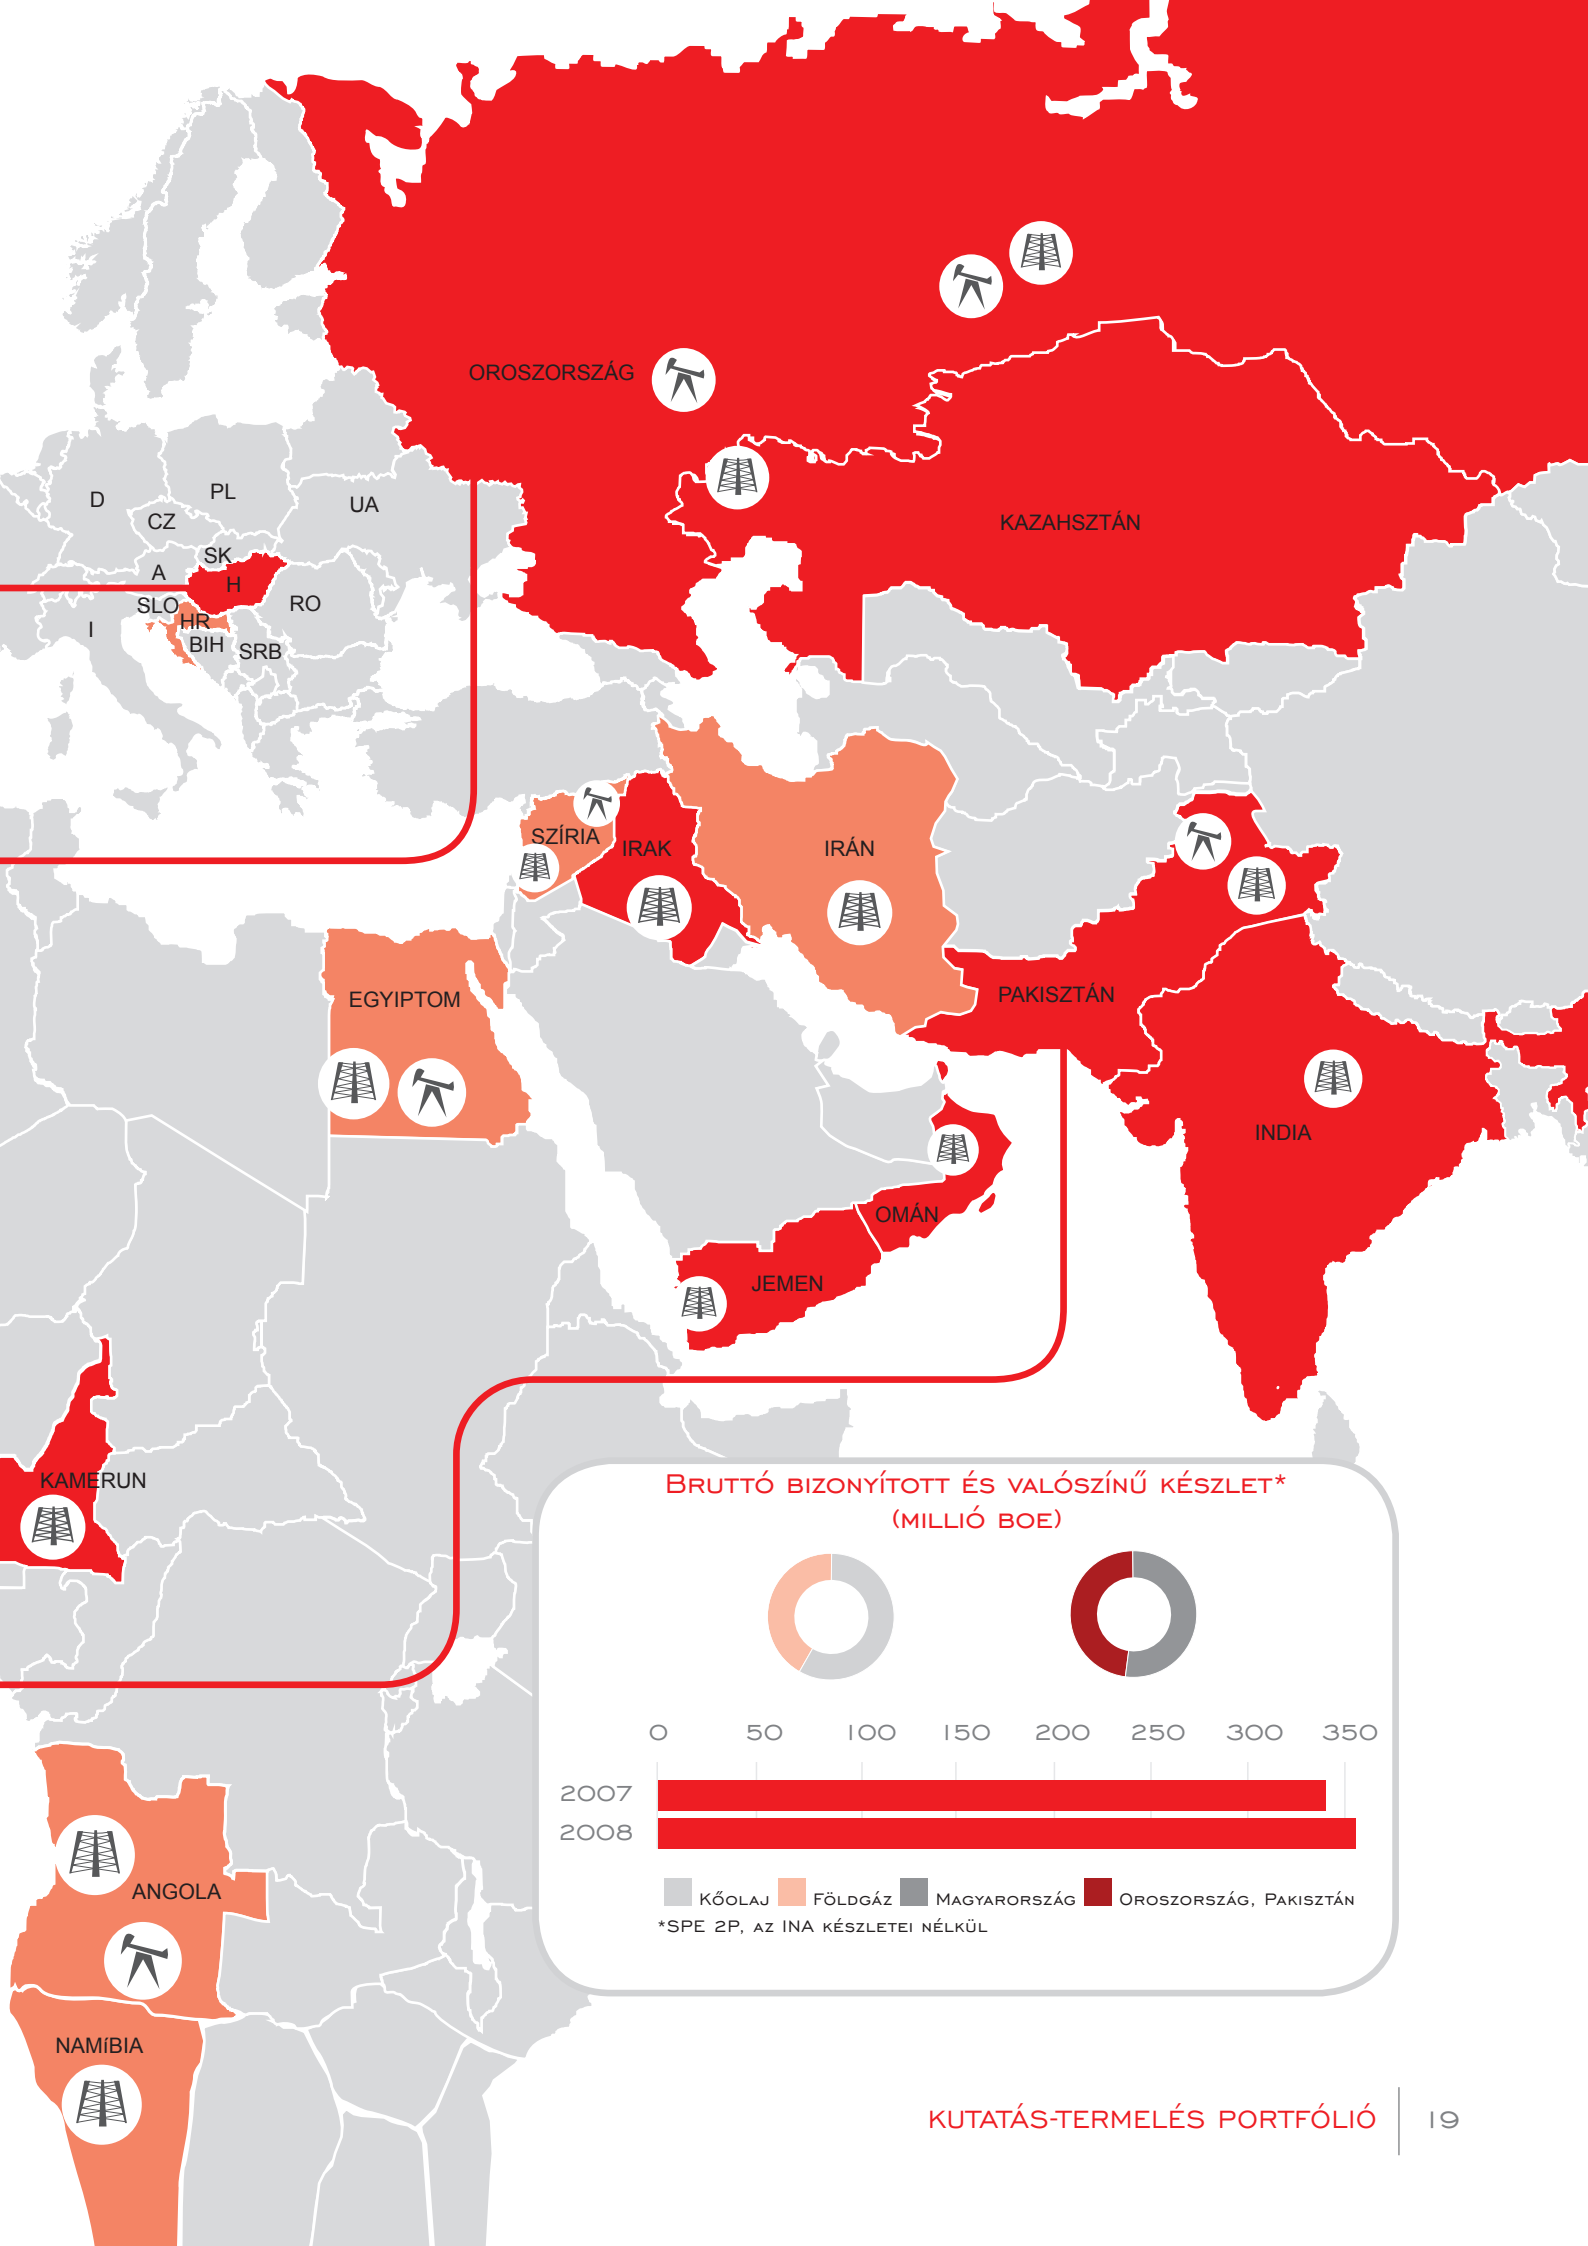 OROSZORSZÁG
KAZAHSZTÁN
D
PL
UA
CZ
SK
A
H
SLO
RO
HR
I
BIH
SRB
SZÍRIA
IRAK
IRÁN
EGYIPTOM
PAKISZTÁN
INDIA
OMÁN
JEMEN
KAMERUN
ANGOLA
NAMíBIA
Bruttó bizonyított és valószínű készlet*
(millió boe)
0 50 100 150 200 250 300 350
2007
2008
Kőolaj Földgáz Magyarország Oroszország, Pakisztán
*SPE 2P, az INA készletei nélkül
KUTATÁS-TERMELÉS PORTFÓLIÓ 19